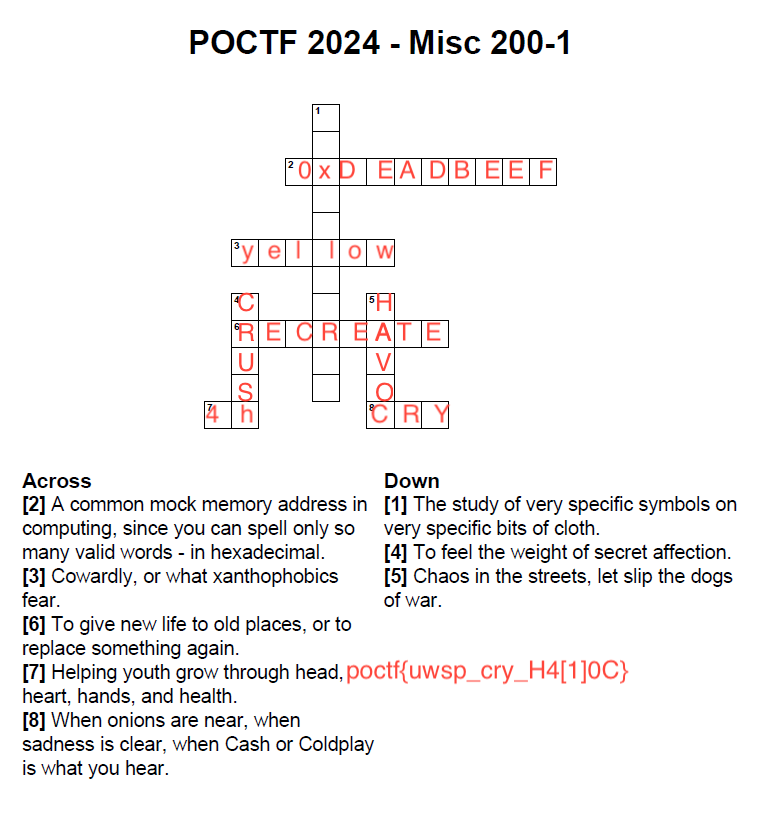 POCTF 2024 - Misc 200-1
1
2 0xDEADBEEF
3 yellow
4 C 5 H
6 RECREATE
U V
S O
7 4h 8 CRY
Across
[2] A common mock memory address in
computing, since you can spell only so
many valid words - in hexadecimal.
[3] Cowardly, or what xanthophobics
fear.
[6] To give new life to old places, or to
replace something again.
[7] Helping youth grow through head,
heart, hands, and health.
[8] When onions are near, when
sadness is clear, when Cash or Coldplay
is what you hear.
Down
[1] The study of very specific symbols on
very specific bits of cloth.
[4] To feel the weight of secret affection.
[5] Chaos in the streets, let slip the dogs
of war.
poctf{uwsp_cry_H4[1]0C}